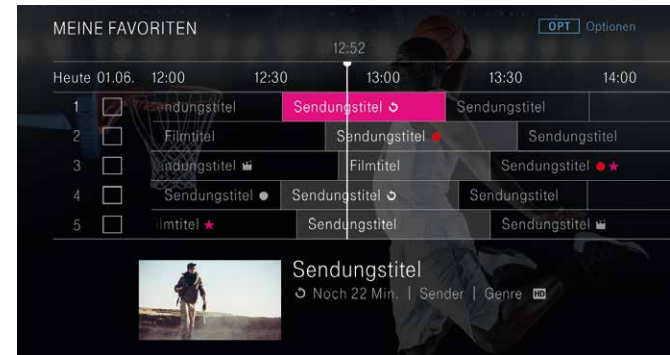 MEINE FAVORITEN OPT Optionen
12:52
Heute 01.06. 12:00 12:30 13:00 13:30 14:00
1 endungstitel Sendungstitel Sendungstitel
2 Filmtitel Sendungstitel Sendungstitel
3 endungstitel Filmtitel Sendungstitel
4 Sendungstitel Sendungstitel Sendungstitel
5 ilmtitel Sendungstitel Sendungstitel
Sendungstitel
Noch 22 Min. | Sender | Genre HD